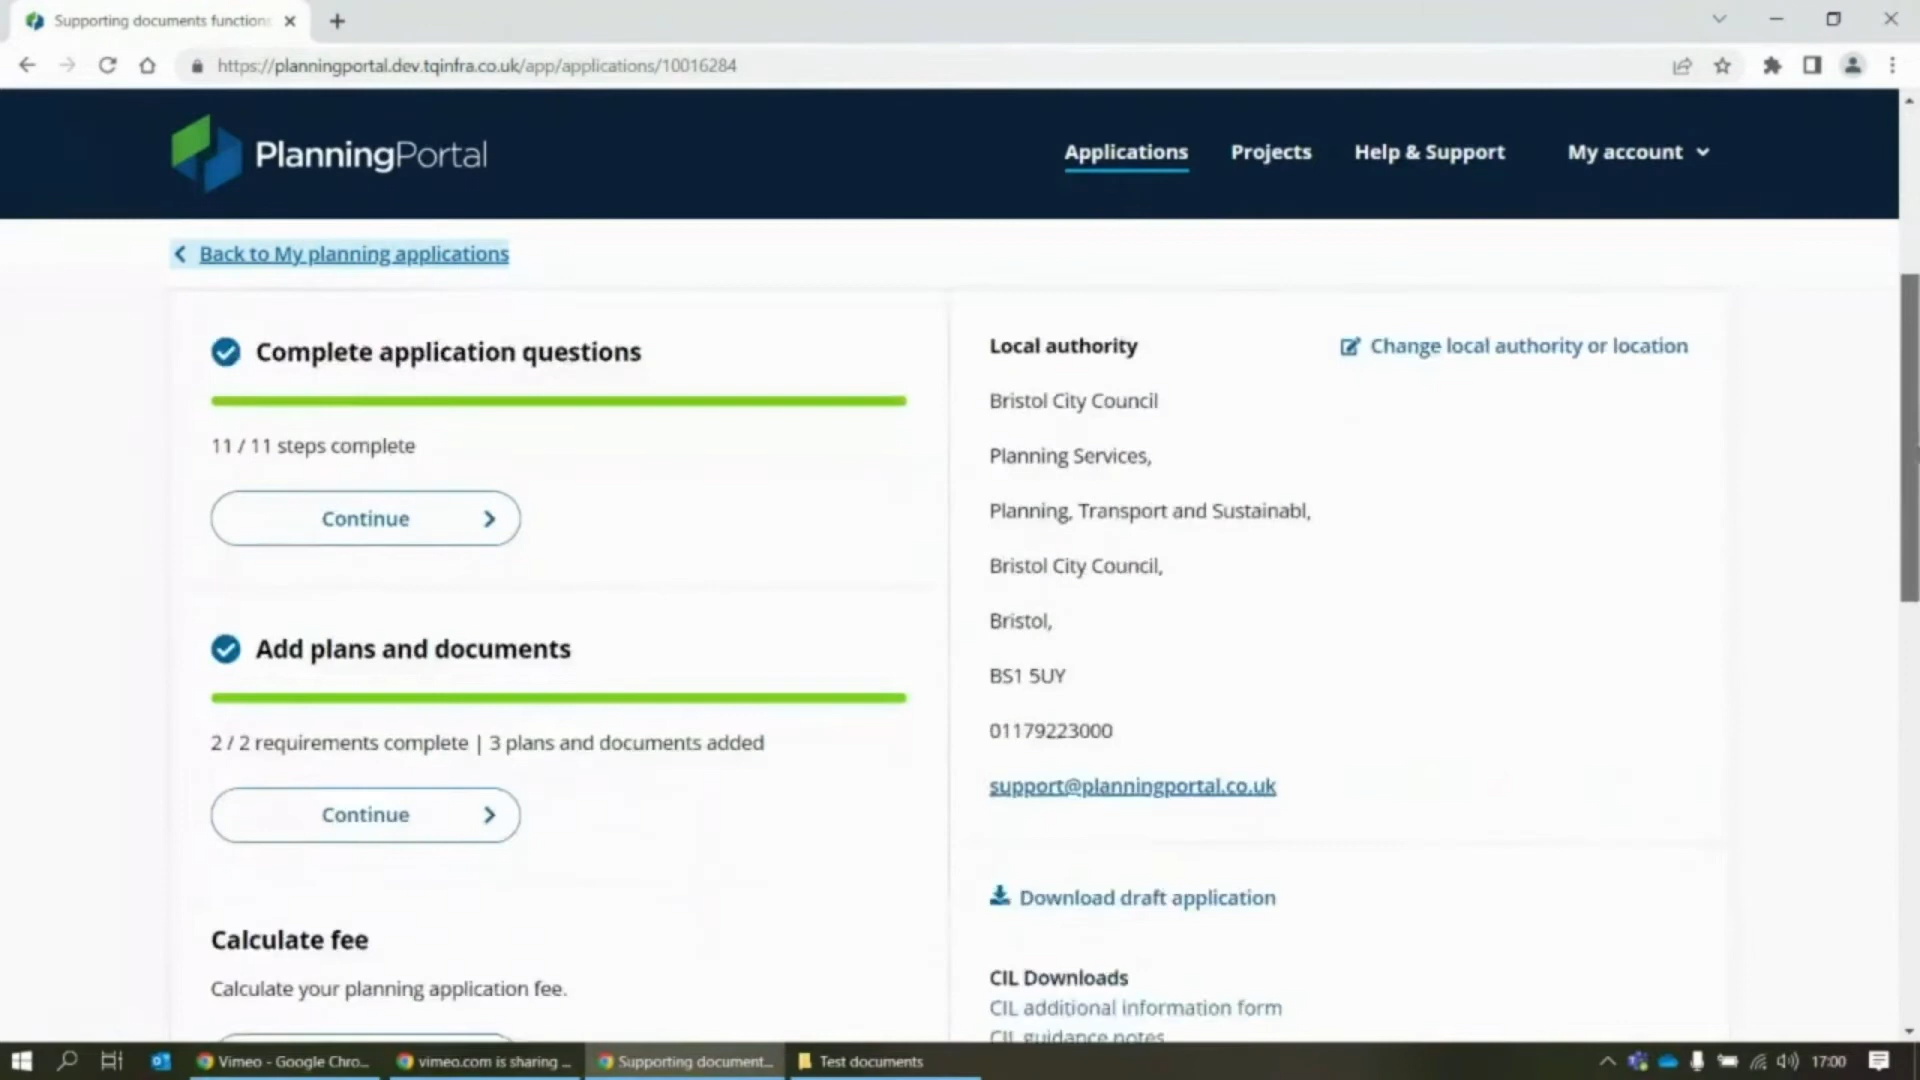 Supporting documents function
https://planningportal.dev.tqinfra.co.uk/app/applications/10016284
PlanningPortal
Applications
Projects
Help & Support
My account
Back to My planning applications
Complete application questions
11 / 11 steps complete
Continue
Add plans and documents
2 / 2 requirements complete | 3 plans and documents added
Continue
Calculate fee
Calculate your planning application fee.
Local authority
Change local authority or location
Bristol City Council
Planning Services,
Planning, Transport and Sustainabl,
Bristol City Council,
Bristol,
BS1 5UY
01179223000
support@planningportal.co.uk
Download draft application
CIL Downloads
CIL additional information form
CIL guidance notes
Vimeo - Google Chro...
vimeo.com is sharing ...
Supporting document...
Test documents
17:00